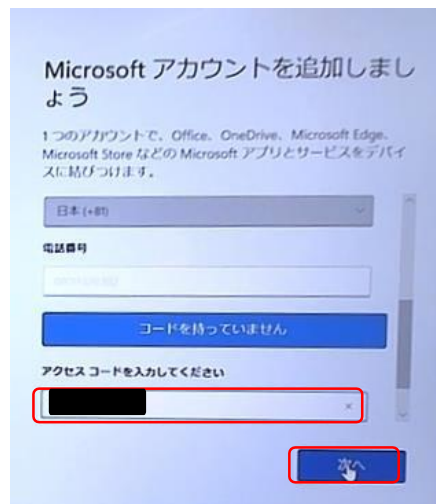 Microsoft アカウントを追加しまし
ょう
1 つのアカウントで、Office、OneDrive、Microsoft Edge、
Microsoft Store などの Microsoft アプリとサービスをデバイ
スに結びつけます。
日本 (+81)
電話番号
コードを持っていません
アクセス コードを入力してください
次へ